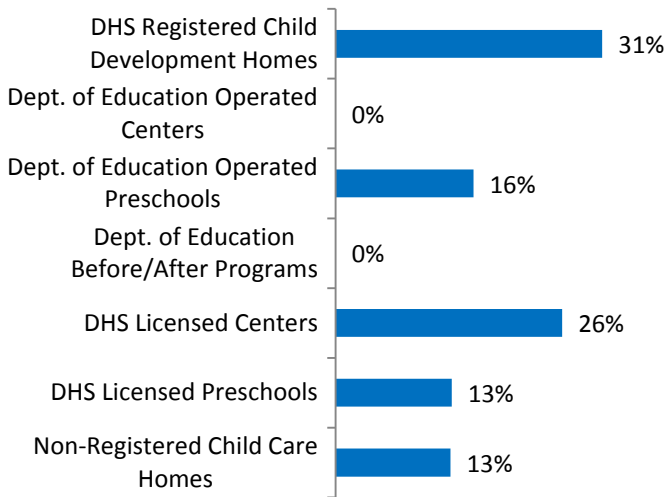 DHS Registered Child
Development Homes
31%
Dept. of Education Operated
Centers
0%
Dept. of Education Operated
Preschools
16%
Dept. of Education
Before/After Programs
0%
DHS Licensed Centers
26%
DHS Licensed Preschools
13%
Non-Registered Child Care
Homes
13%